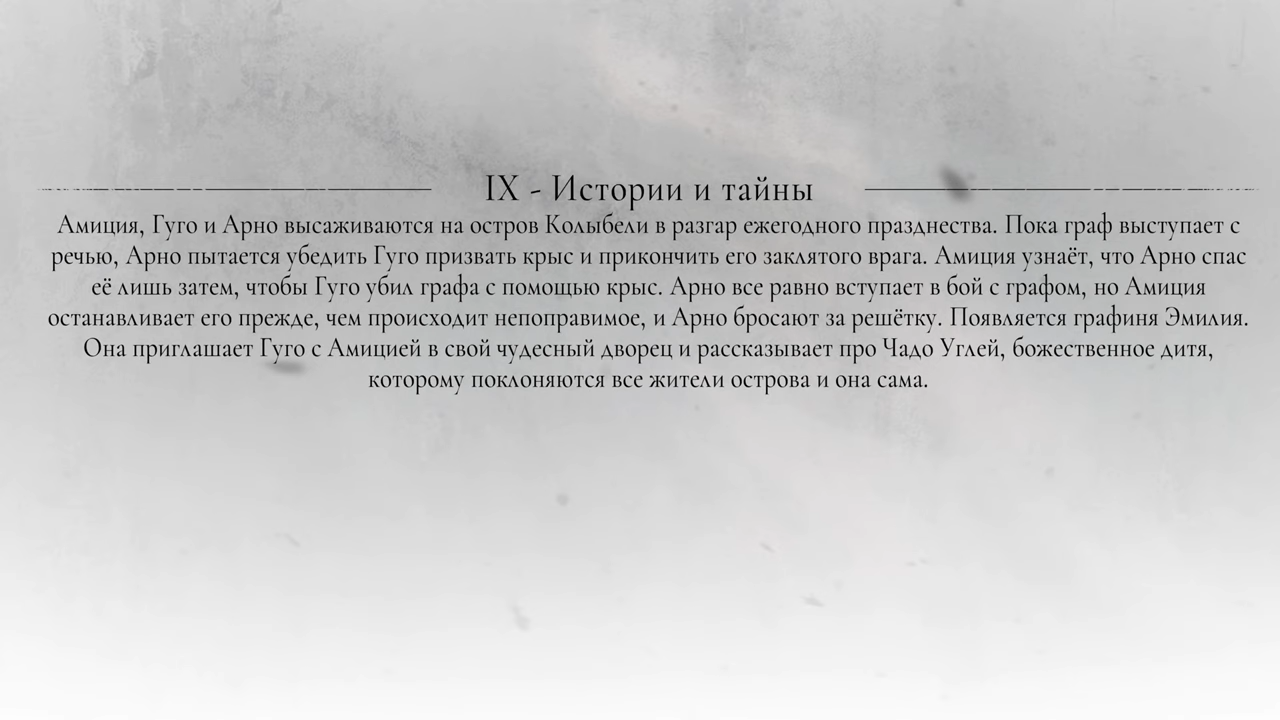 IX - Истории и тайны
Амиция, Гуго и Арно высаживаются на остров Колыбели в разгар ежегодного празднества. Пока граф выступает с
речью, Арно пытается убедить Гуго призвать крыс и прикончить его заклятого врага. Амиция узнаёт, что Арно спас
её лишь затем, чтобы Гуго убил графа с помощью крыс. Арно все равно вступает в бой с графом, но Амиция
останавливает его прежде, чем происходит непоправимое, и Арно бросают за решётку. Появляется графиня Эмилия.
Она приглашает Гуго с Амицией в свой чудесный дворец и рассказывает про Чадо Углей, божественное дитя,
которому поклоняются все жители острова и она сама.